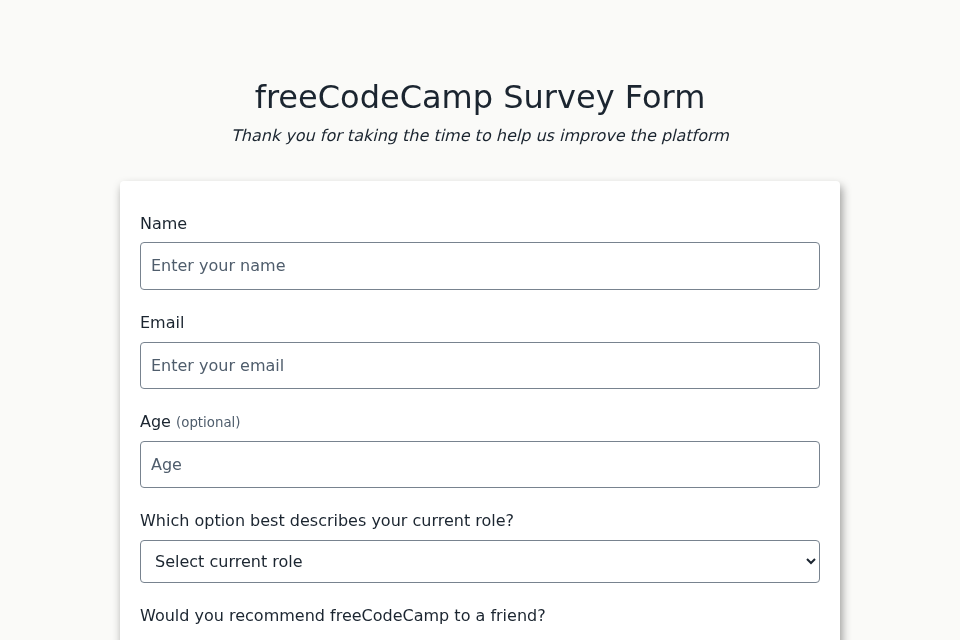 freeCodeCamp Survey Form
Thank you for taking the time to help us improve the platform
Name
Enter your name
Email
Enter your email
Age (optional)
Age
Which option best describes your current role?
Select current role
Would you recommend freeCodeCamp to a friend?